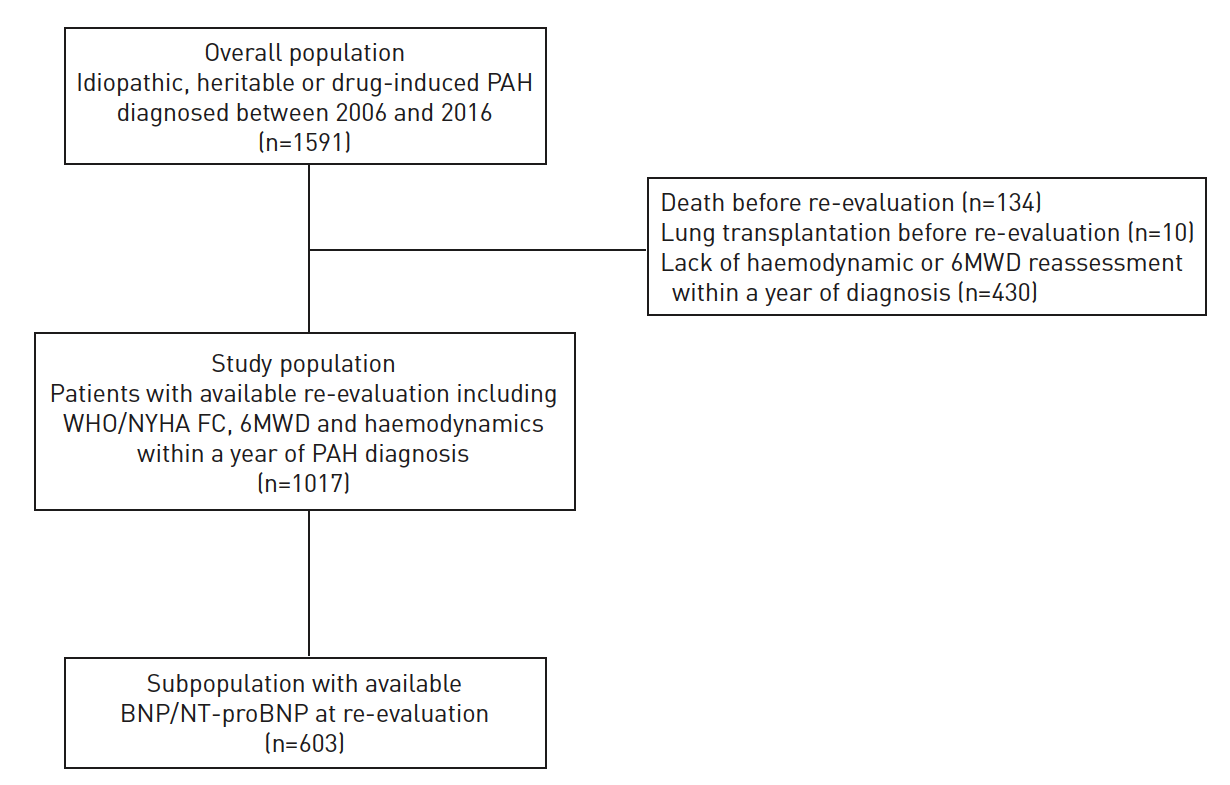 Overall population
Idiopathic, heritable or drug-induced PAH
diagnosed between 2006 and 2016
(n=1591)
Death before re-evaluation (n=134)
Lung transplantation before re-evaluation (n=10)
Lack of haemodynamic or 6MWD reassessment
within a year of diagnosis (n=430)
Study population
Patients with available re-evaluation including
WHO/NYHA FC, 6MWD and haemodynamics
within a year of PAH diagnosis
(n=1017)
Subpopulation with available
BNP/NT-proBNP at re-evaluation
(n=603)